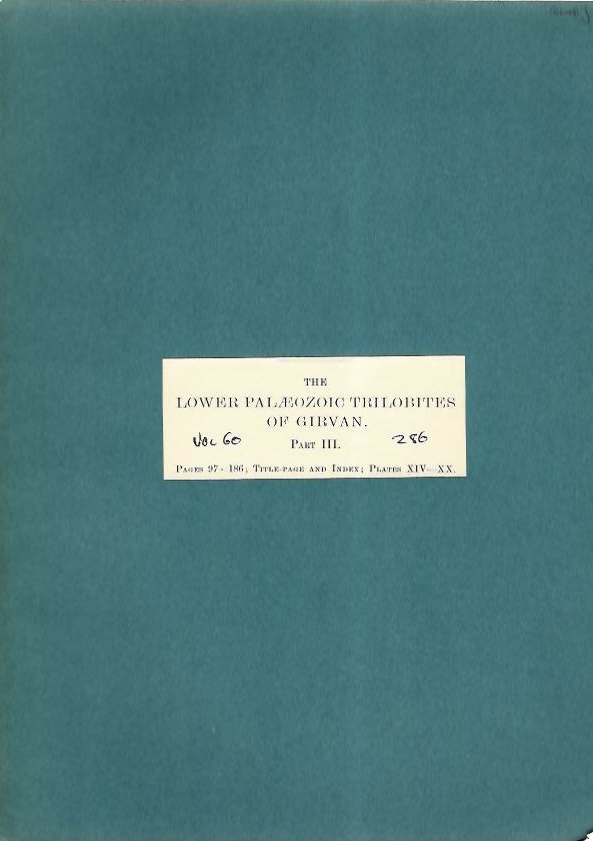 THE
LOWER PALÆOZOIC TRILOBITES
OF GIRVAN.
VOL 60 PART III. 286
PAGES 97–186; TITLE-PAGE AND INDEX; PLATES XIV–XX.